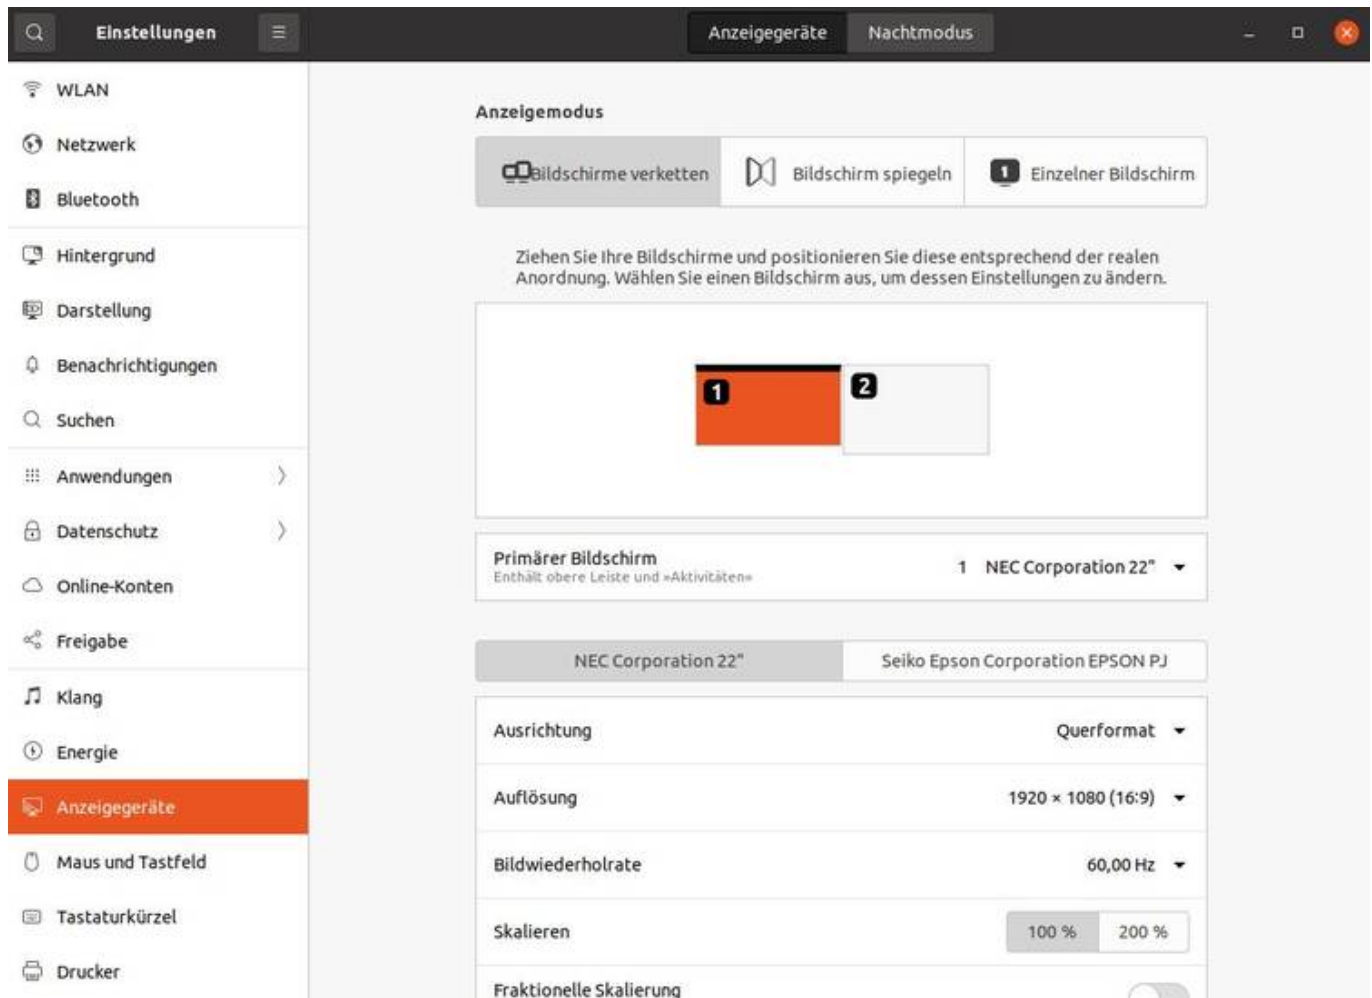 Einstellungen
Anzeigegeräte
Nachtmodus
WLAN
Netzwerk
Bluetooth
Hintergrund
Darstellung
Benachrichtigungen
Suchen
Anwendungen
Datenschutz
Online-Konten
Freigabe
Klang
Energie
Anzeigegeräte
Maus und Tastfeld
Tastaturkürzel
Drucker
Anzeigemodus
Bildschirme verketten
Bildschirm spiegeln
1 Einzelner Bildschirm
Ziehen Sie Ihre Bildschirme und positionieren Sie diese entsprechend der realen
Anordnung. Wählen Sie einen Bildschirm aus, um dessen Einstellungen zu ändern.
1
2
Primärer Bildschirm
Enthält obere Leiste und »Aktivitäten«
1 NEC Corporation 22"
NEC Corporation 22"
Seiko Epson Corporation EPSON PJ
Ausrichtung
Querformat
Auflösung
1920 × 1080 (16:9)
Bildwiederholrate
60,00 Hz
Skalieren
100 %
200 %
Fraktionelle Skalierung